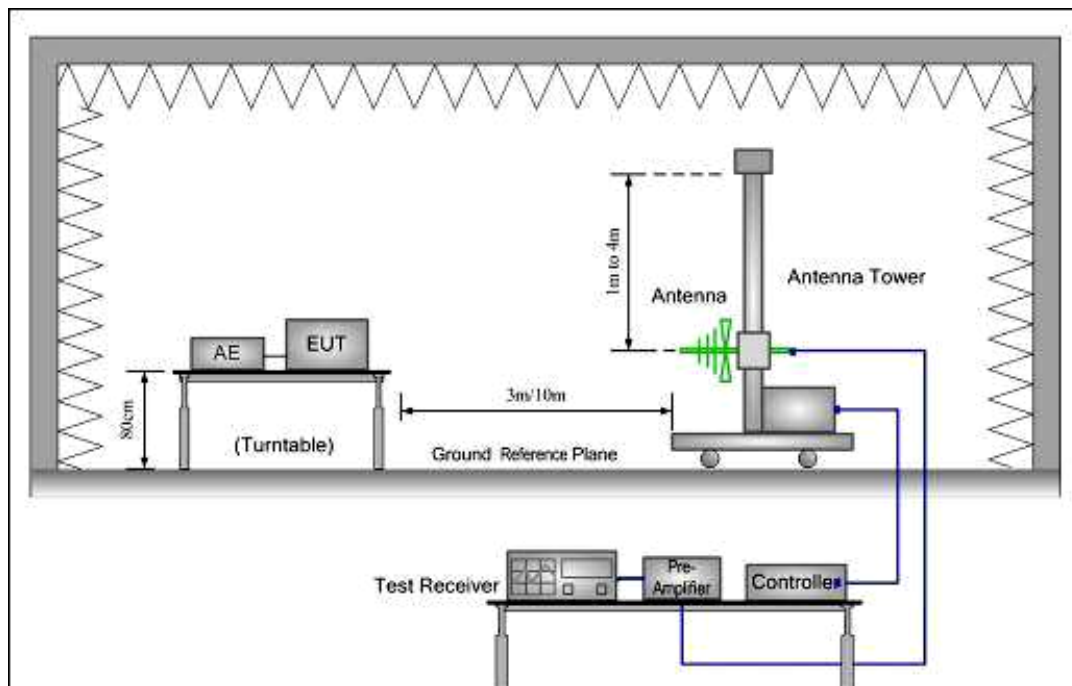 1m to 4m
Antenna Tower
Antenna
AE
EUT
80cm
3m/10m
(Turntable)
Ground Reference Plane
Test Receiver
Pre-
Amplifier
Controller